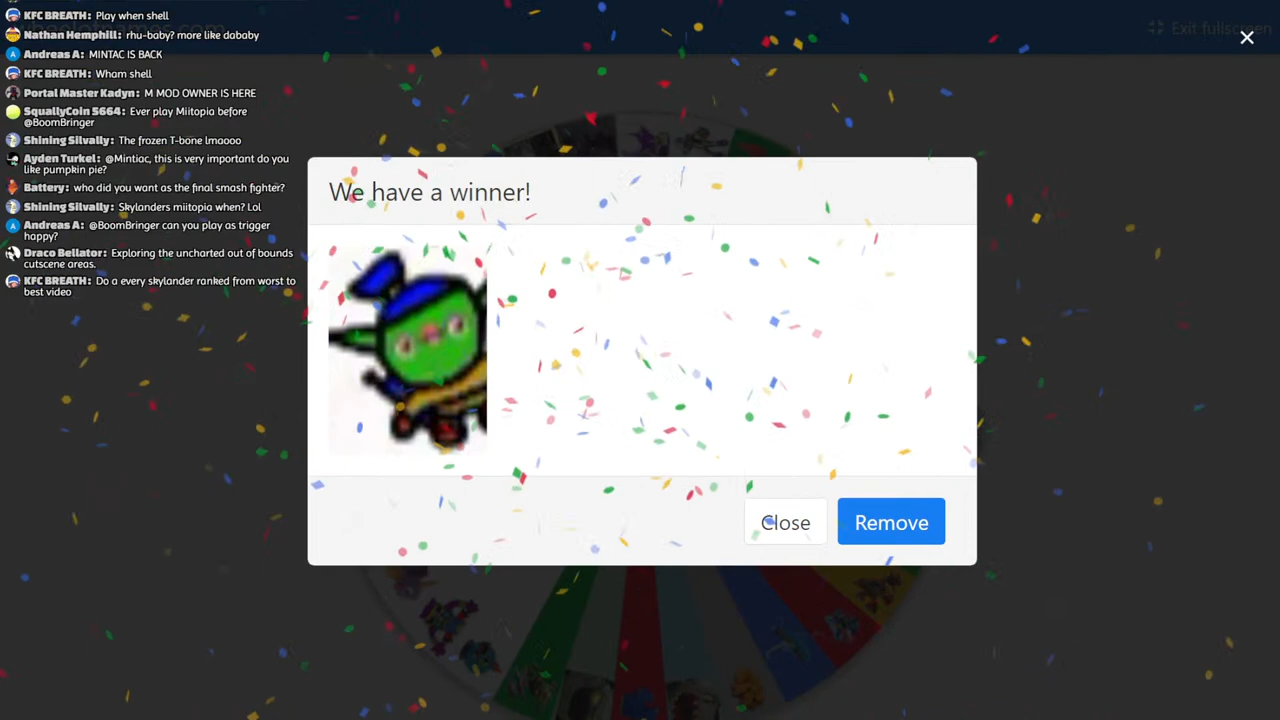 KFC BREATH: Play when shell
Nathan Hemphill: rhu-baby? more like dababy
Andreas A: MINTAC IS BACK
KFC BREATH: Wham shell
Portal Master Kadyn: M MOD OWNER IS HERE
SquallyCoin 5664: Ever play Miitopia before
@BoomBringer
Shining Silvally: The frozen T-bone lmaooo
Ayden Turkel: @Mintiac, this is very important do you
like pumpkin pie?
Battery: who did you want as the final smash fighter?
Shining Silvally: Skylanders miitopia when? Lol
Andreas A: @BoomBringer can you play as trigger
happy?
Draco Bellator: Exploring the uncharted out of bounds
cutscene areas.
KFC BREATH: Do a every skylander ranked from worst to
best video
Exit fullscreen
We have a winner!
Close
Remove